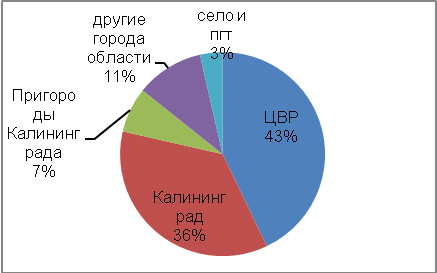 село и
пгт
3%
другие
города
области
11%
Пригоро
ды
Калининг
рада
7%
ЦВР
43%
Калининг
рад
36%